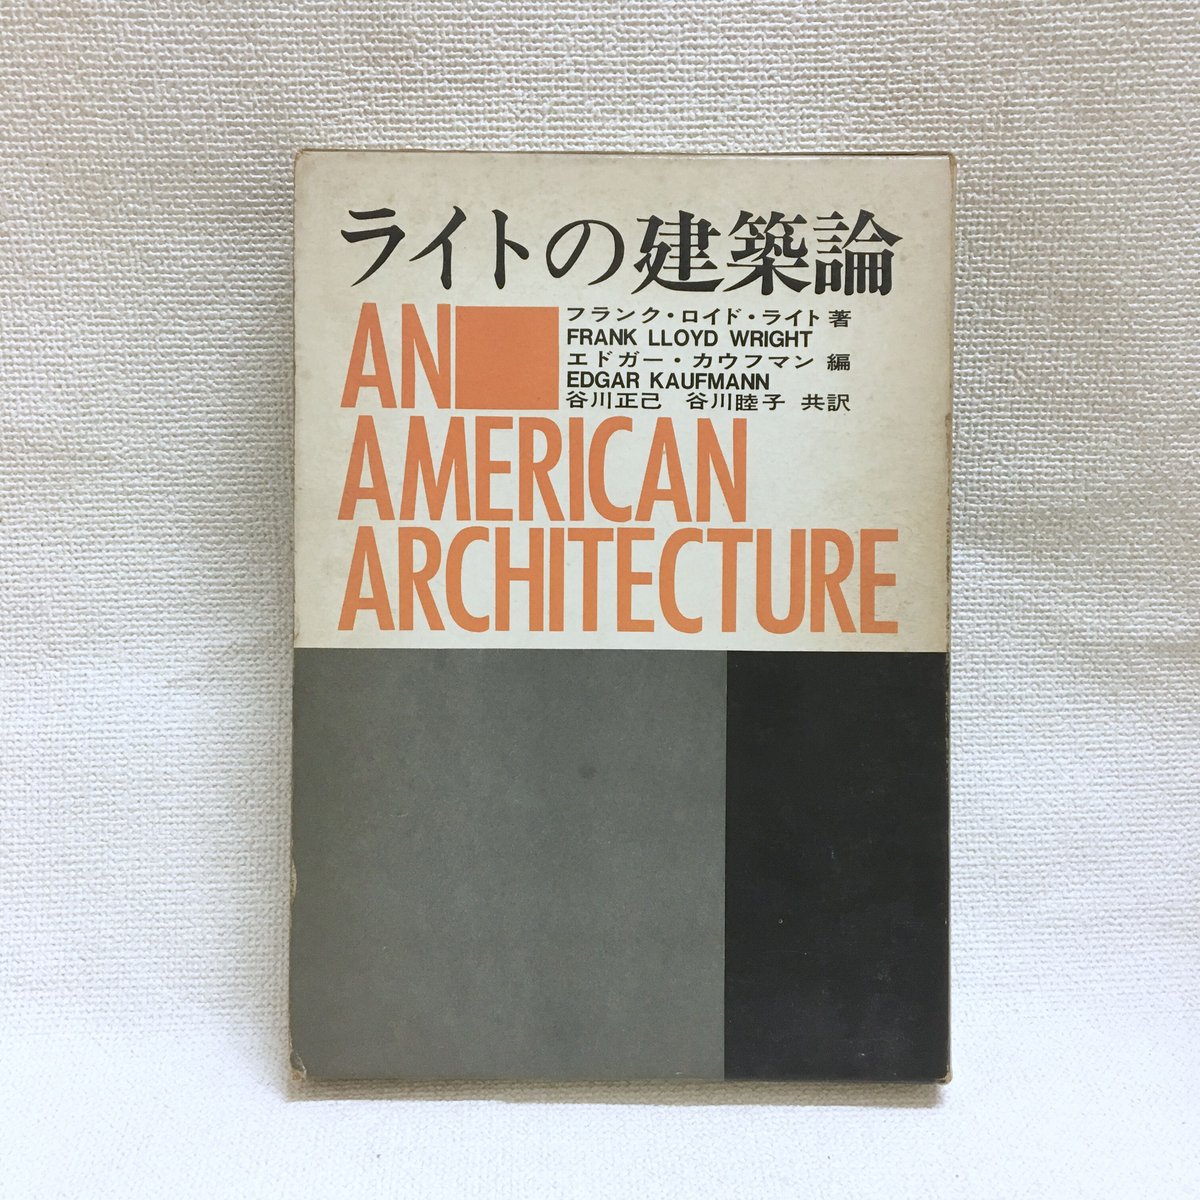 ライトの建築論
AN
フランク・ロイド・ライト 著
FRANK LLOYD WRIGHT
エドガー・カウフマン 編
EDGAR KAUFMANN
谷川正己 谷川睦子 共訳
AMERICAN
ARCHITECTURE